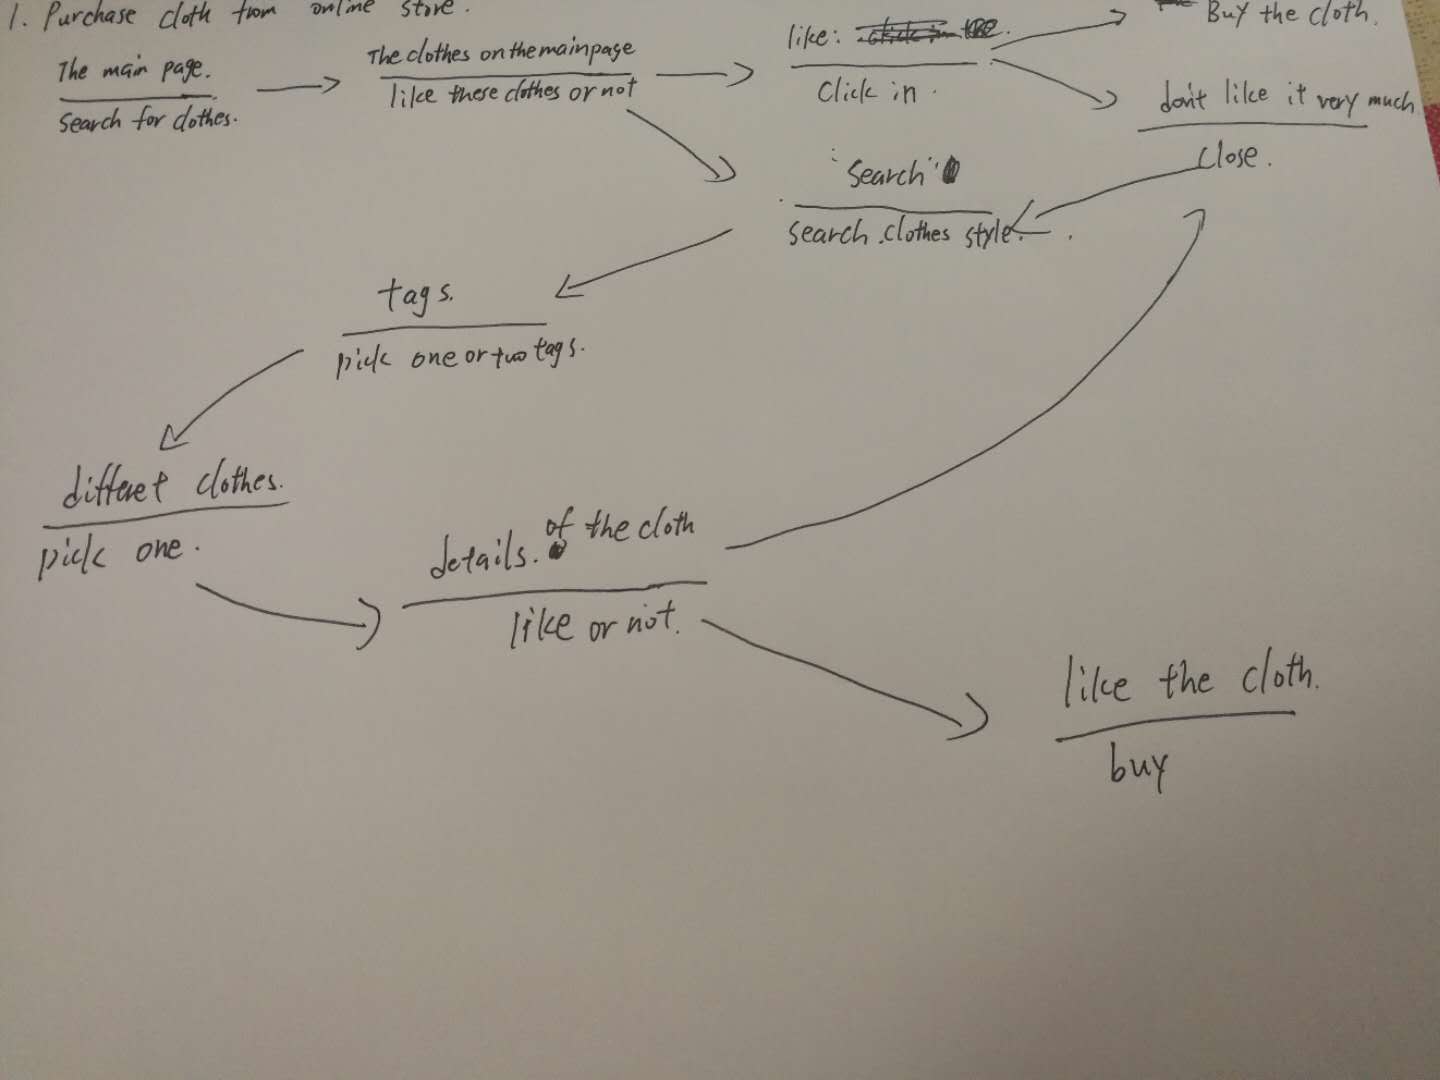 1. Purchase cloth from online store.
The main page.
Search for clothes.
The clothes on the main page
like these clothes or not
like:
Click in.
Buy the cloth.
don't like it very much
Close.
"Search"
search clothes style.
tags.
pick one or two tags.
differet clothes.
pick one.
details. of the cloth
like or not.
like the cloth.
buy